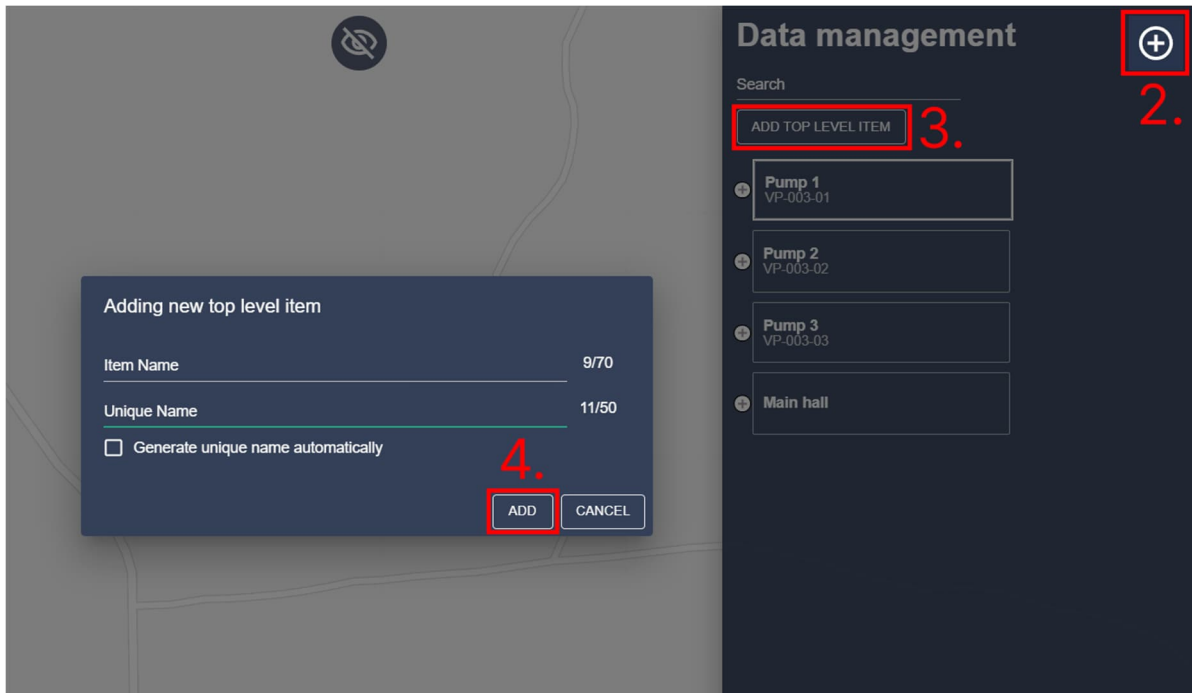 Data management
2.
Search
ADD TOP LEVEL ITEM
3.
Pump 1
VP-003-01
Pump 2
VP-003-02
Pump 3
VP-003-03
Main hall
Adding new top level item
Item Name 9/70
Unique Name 11/50
Generate unique name automatically
4.
ADD CANCEL